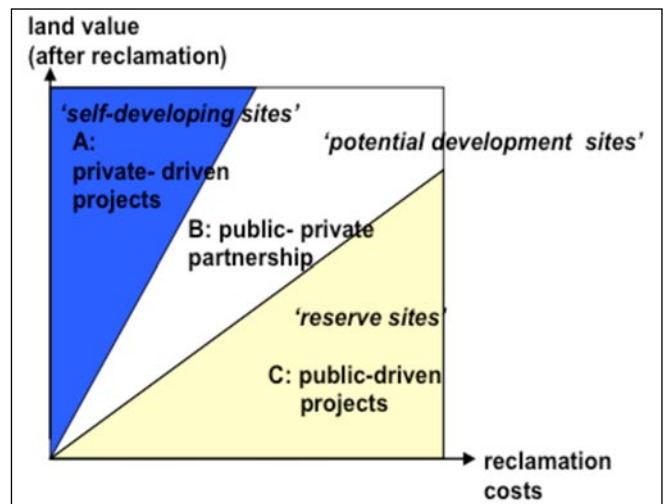 land value
(after reclamation)
‘self-developing sites’
A:
private- driven
projects
‘potential development  sites’
B: public- private
partnership
‘reserve sites’
C: public-driven
projects
reclamation
costs